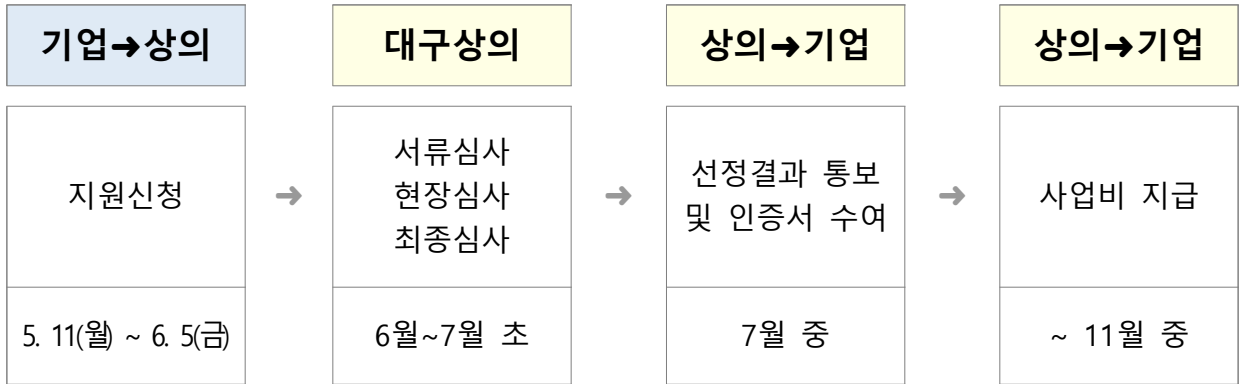 기업➜상의
대구상의
상의➜기업
상의➜기업
지원신청
➜
서류심사
현장심사
최종심사
➜
선정결과 통보
및 인증서 수여
➜
사업비 지급
5. 11(월) ~ 6. 5(금)
6월~7월 초
7월 중
~ 11월 중